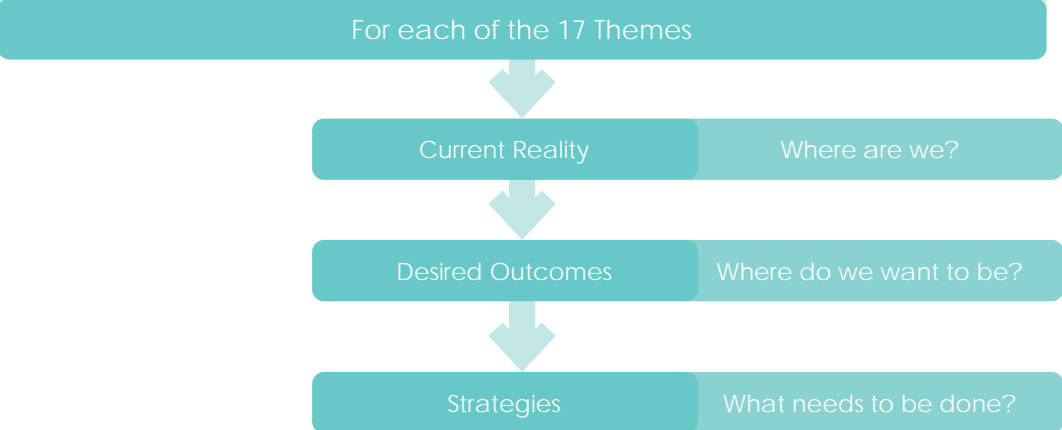 For each of the 17 Themes
Current Reality
Where are we?
Desired Outcomes
Where do we want to be?
Strategies
What needs to be done?